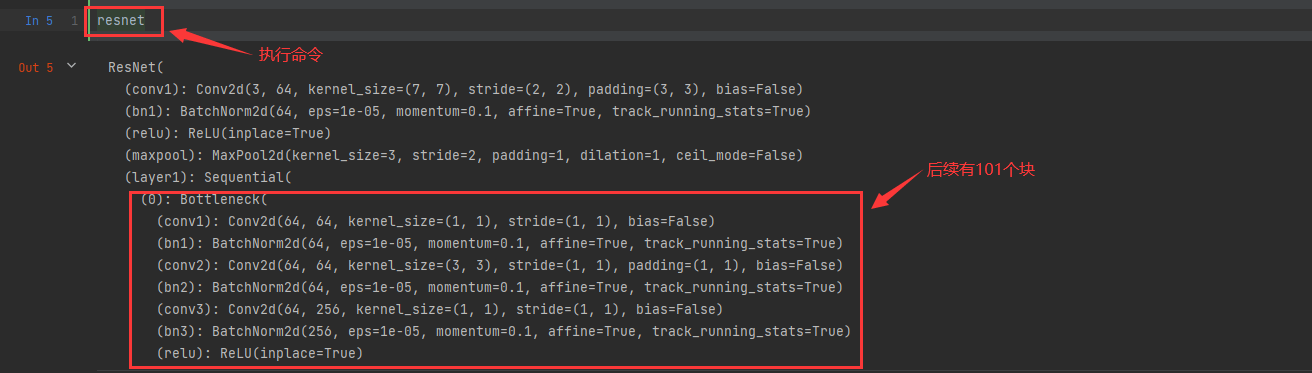 In 5 1 resnet
执行命令
Out 5 ResNet(
(conv1): Conv2d(3, 64, kernel_size=(7, 7), stride=(2, 2), padding=(3, 3), bias=False)
(bn1): BatchNorm2d(64, eps=1e-05, momentum=0.1, affine=True, track_running_stats=True)
(relu): ReLU(inplace=True)
(maxpool): MaxPool2d(kernel_size=3, stride=2, padding=1, dilation=1, ceil_mode=False)
(layer1): Sequential(
后续有101个块
(0): Bottleneck(
(conv1): Conv2d(64, 64, kernel_size=(1, 1), stride=(1, 1), bias=False)
(bn1): BatchNorm2d(64, eps=1e-05, momentum=0.1, affine=True, track_running_stats=True)
(conv2): Conv2d(64, 64, kernel_size=(3, 3), stride=(1, 1), padding=(1, 1), bias=False)
(bn2): BatchNorm2d(64, eps=1e-05, momentum=0.1, affine=True, track_running_stats=True)
(conv3): Conv2d(64, 256, kernel_size=(1, 1), stride=(1, 1), bias=False)
(bn3): BatchNorm2d(256, eps=1e-05, momentum=0.1, affine=True, track_running_stats=True)
(relu): ReLU(inplace=True)